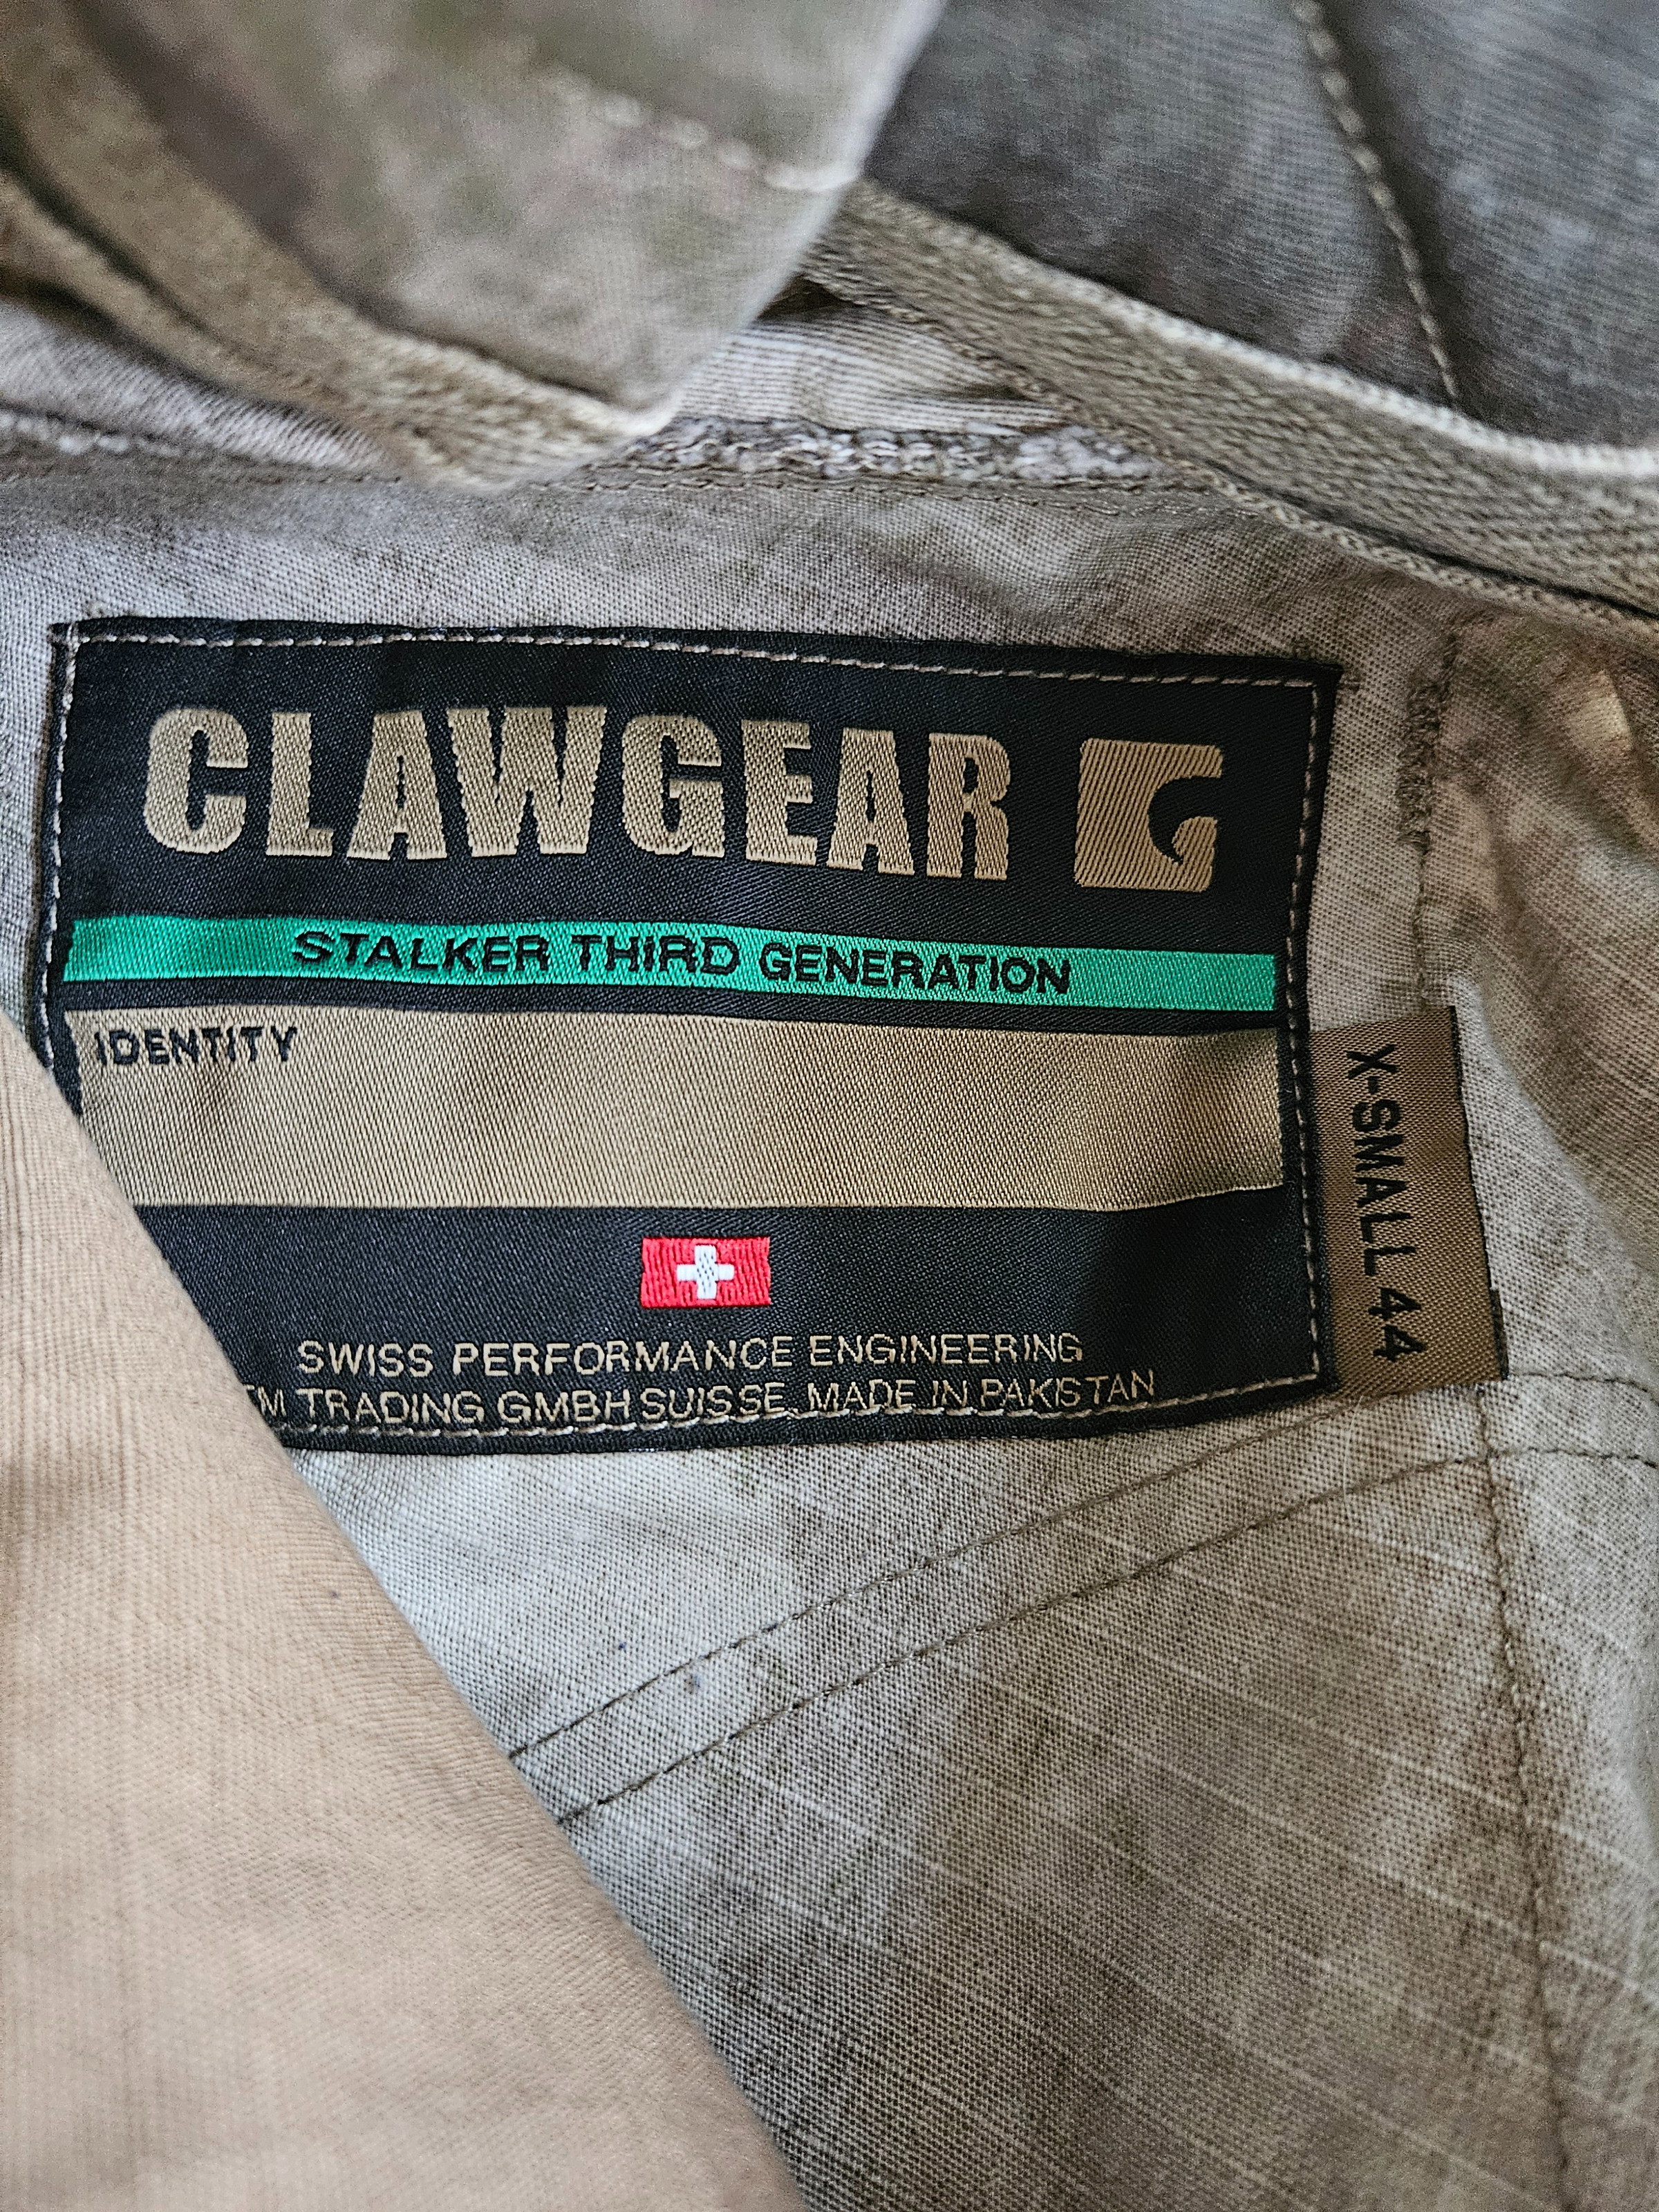 CLAWGEAR
STALKER THIRD GENERATION
IDENTITY
SWISS PERFORMANCE ENGINEERING
TRADING GMBH SUISSE. MADE IN PAKISTAN
X-SMALL 44